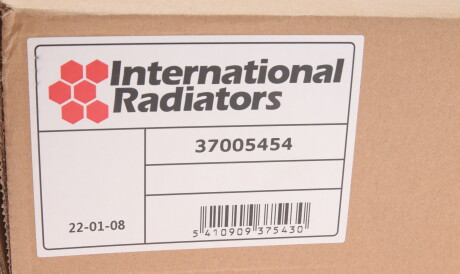 International
Radiators
37005454
22-01-08
5 410909 375430